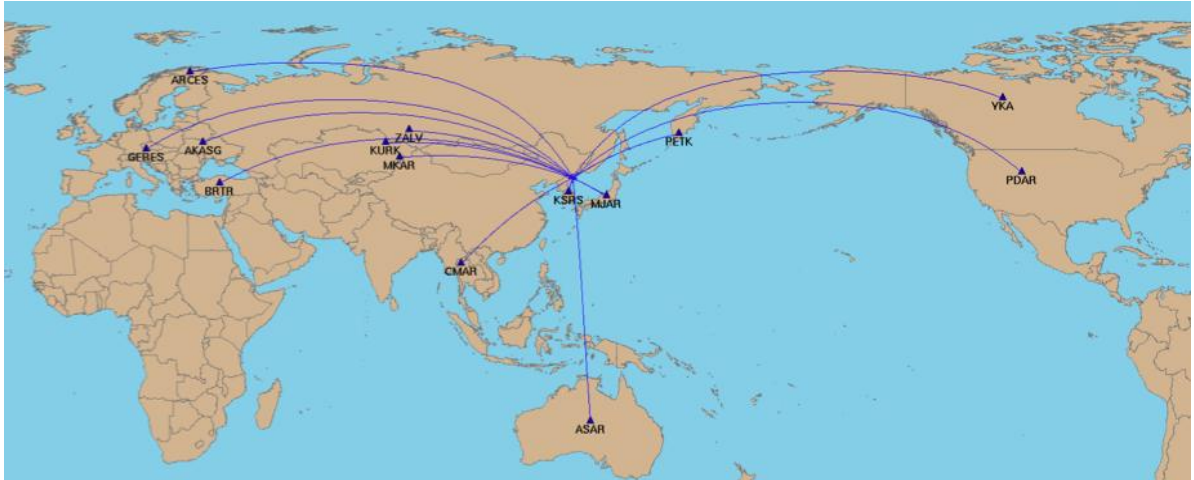 ARCES
YKA
ZALV
PETK
KURK
GERES
AKASG
MKAR
PDAR
BRTR
KSRS
MJAR
CMAR
ASAR